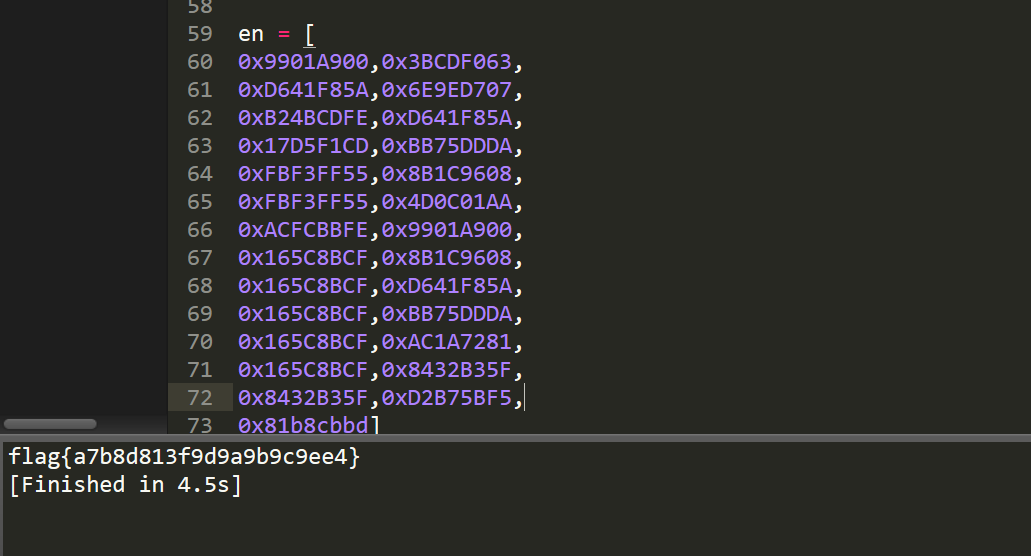 58
59 en = [
60 0x9901A900,0x3BCDF063,
61 0xD641F85A,0x6E9ED707,
62 0xB24BCDFE,0xD641F85A,
63 0x17D5F1CD,0xBB75DDDA,
64 0xFBF3FF55,0x8B1C9608,
65 0xFBF3FF55,0x4D0C01AA,
66 0xACFCBBFE,0x9901A900,
67 0x165C8BCF,0x8B1C9608,
68 0x165C8BCF,0xD641F85A,
69 0x165C8BCF,0xBB75DDDA,
70 0x165C8BCF,0xAC1A7281,
71 0x165C8BCF,0x8432B35F,
72 0x8432B35F,0xD2B75BF5,
73 0x81b8cbbd]
flag{a7b8d813f9d9a9b9c9ee4}
[Finished in 4.5s]